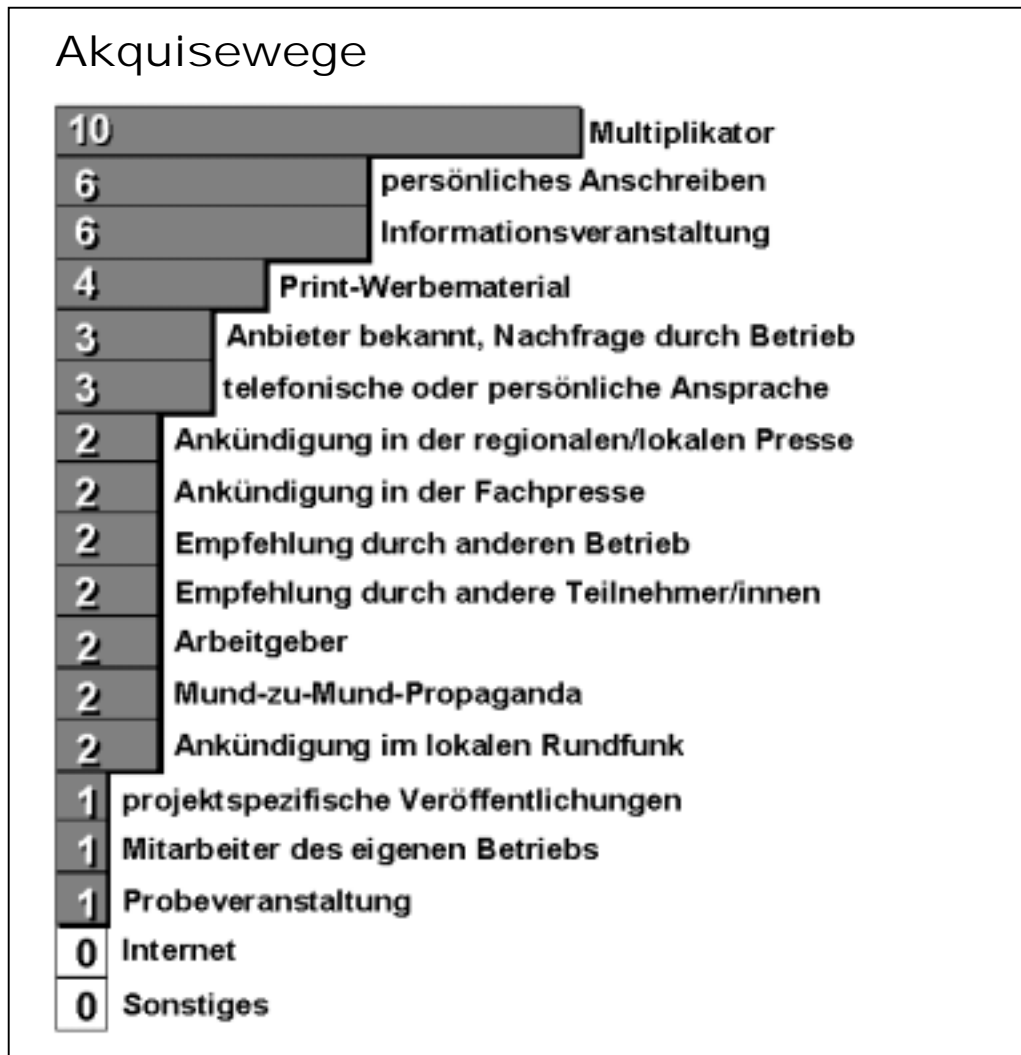 Akquisewege
10 Multiplikator
6 persönliches Anschreiben
6 Informationsveranstaltung
4 Print-Werbematerial
3 Anbieter bekannt, Nachfrage durch Betrieb
3 telefonische oder persönliche Ansprache
2 Ankündigung in der regionalen/lokalen Presse
2 Ankündigung in der Fachpresse
2 Empfehlung durch anderen Betrieb
2 Empfehlung durch andere Teilnehmer/innen
2 Arbeitgeber
2 Mund-zu-Mund-Propaganda
2 Ankündigung im lokalen Rundfunk
1 projektspezifische Veröffentlichungen
1 Mitarbeiter des eigenen Betriebs
1 Probeveranstaltung
0 Internet
0 Sonstiges